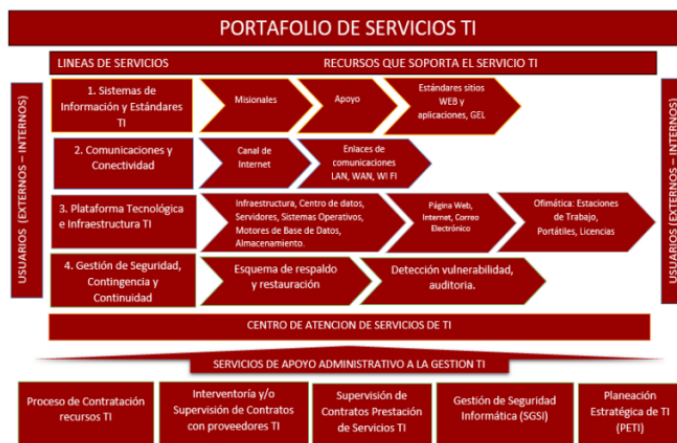 PORTAFOLIO DE SERVICIOS TI
LINEAS DE SERVICIOS
RECURSOS QUE SOPORTA EL SERVICIO TI
USUARIOS (EXTERNOS – INTERNOS)
1. Sistemas de
Información y Estándares
TI
Misionales
Apoyo
Estándares sitios
WEB y
aplicaciones, GEL
2. Comunicaciones y
Conectividad
Canal de
Internet
Enlaces de
comunicaciones
LAN, WAN, WI FI
3. Plataforma Tecnológica
e Infraestructura TI
Infraestructura, Centro de datos,
Servidores, Sistemas Operativos,
Motores de Base de Datos,
Almacenamiento.
Página Web,
Internet, Correo
Electrónico
Ofimática: Estaciones
de Trabajo,
Portátiles, Licencias
4. Gestión de Seguridad,
Contingencia y
Continuidad
Esquema de respaldo
y restauración
Detección vulnerabilidad,
auditoria.
USUARIOS (EXTERNOS - INTERNOS)
CENTRO DE ATENCION DE SERVICIOS DE TI
SERVICIOS DE APOYO ADMINISTRATIVO A LA GESTION TI
Proceso de Contratación
recursos TI
Interventoría y/o
Supervisión de Contratos
con proveedores TI
Supervisión de
Contratos Prestación
de Servicios TI
Gestión de Seguridad
Informática (SGSI)
Planeación
Estratégica de TI
(PETI)